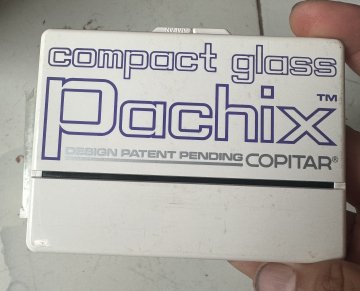 compact glass
Pachix™
DESIGN PATENT PENDING COPITAR®